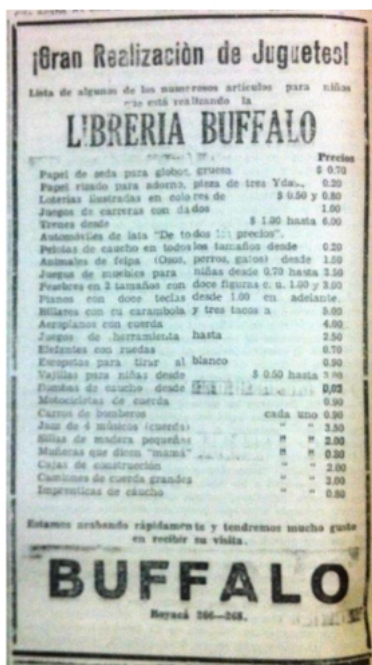 ¡Gran Realización de Juguetes!
Lista de algunos de los numerosos artículos para niños
que está realizando la
LIBRERIA BUFFALO
Precios
Papel de seda para globos, gruesa $ 0.70
Papel rizado para adorno, pieza de tres Yds., 0.20
Loterías ilustradas en colores de $ 0.50 y 0.80
Juegos de carreras con dados 1.00
Trenes desde $ 1.90 hasta 6.00
Automóviles de lata "De todos los precios".
Pelotas de caucho en todos los tamaños desde 0.20
Animales de felpa (Osos, perros, gatos) desde 1.50
Juegos de muebles para niñas desde 0.70 hasta 3.50
Pesebres en 2 tamaños con doce figuras c. u. 1.00 y 3.00
Pianos con doce teclas desde 1.00 en adelante.
Billares con su carambola y tres tacos a 5.00
Aeroplanos con cuerda 4.00
Juegos de herramienta hasta 2.50
Elefantes con ruedas 0.70
Escopetas para tirar al blanco 0.90
Vajillas para niñas desde $ 0.50 hasta
Bombas de caucho desde 0,02
Motocicletas de cuerda 0.90
Carros de bomberos cada uno 0.90
Jazz de 4 músicos (cuerda) " " 3.50
Sillas de madera pequeñas " " 2.00
Muñecas que dicen "mamá" " "
Cajas de construcción " " 2.00
Camiones de cuerda grandes " " 2.00
Imprenticas de caucho " " 0.80
Estamos acabando rápidamente y tendremos mucho gusto
en recibir su visita.
BUFFALO
Boyacá 266—268.